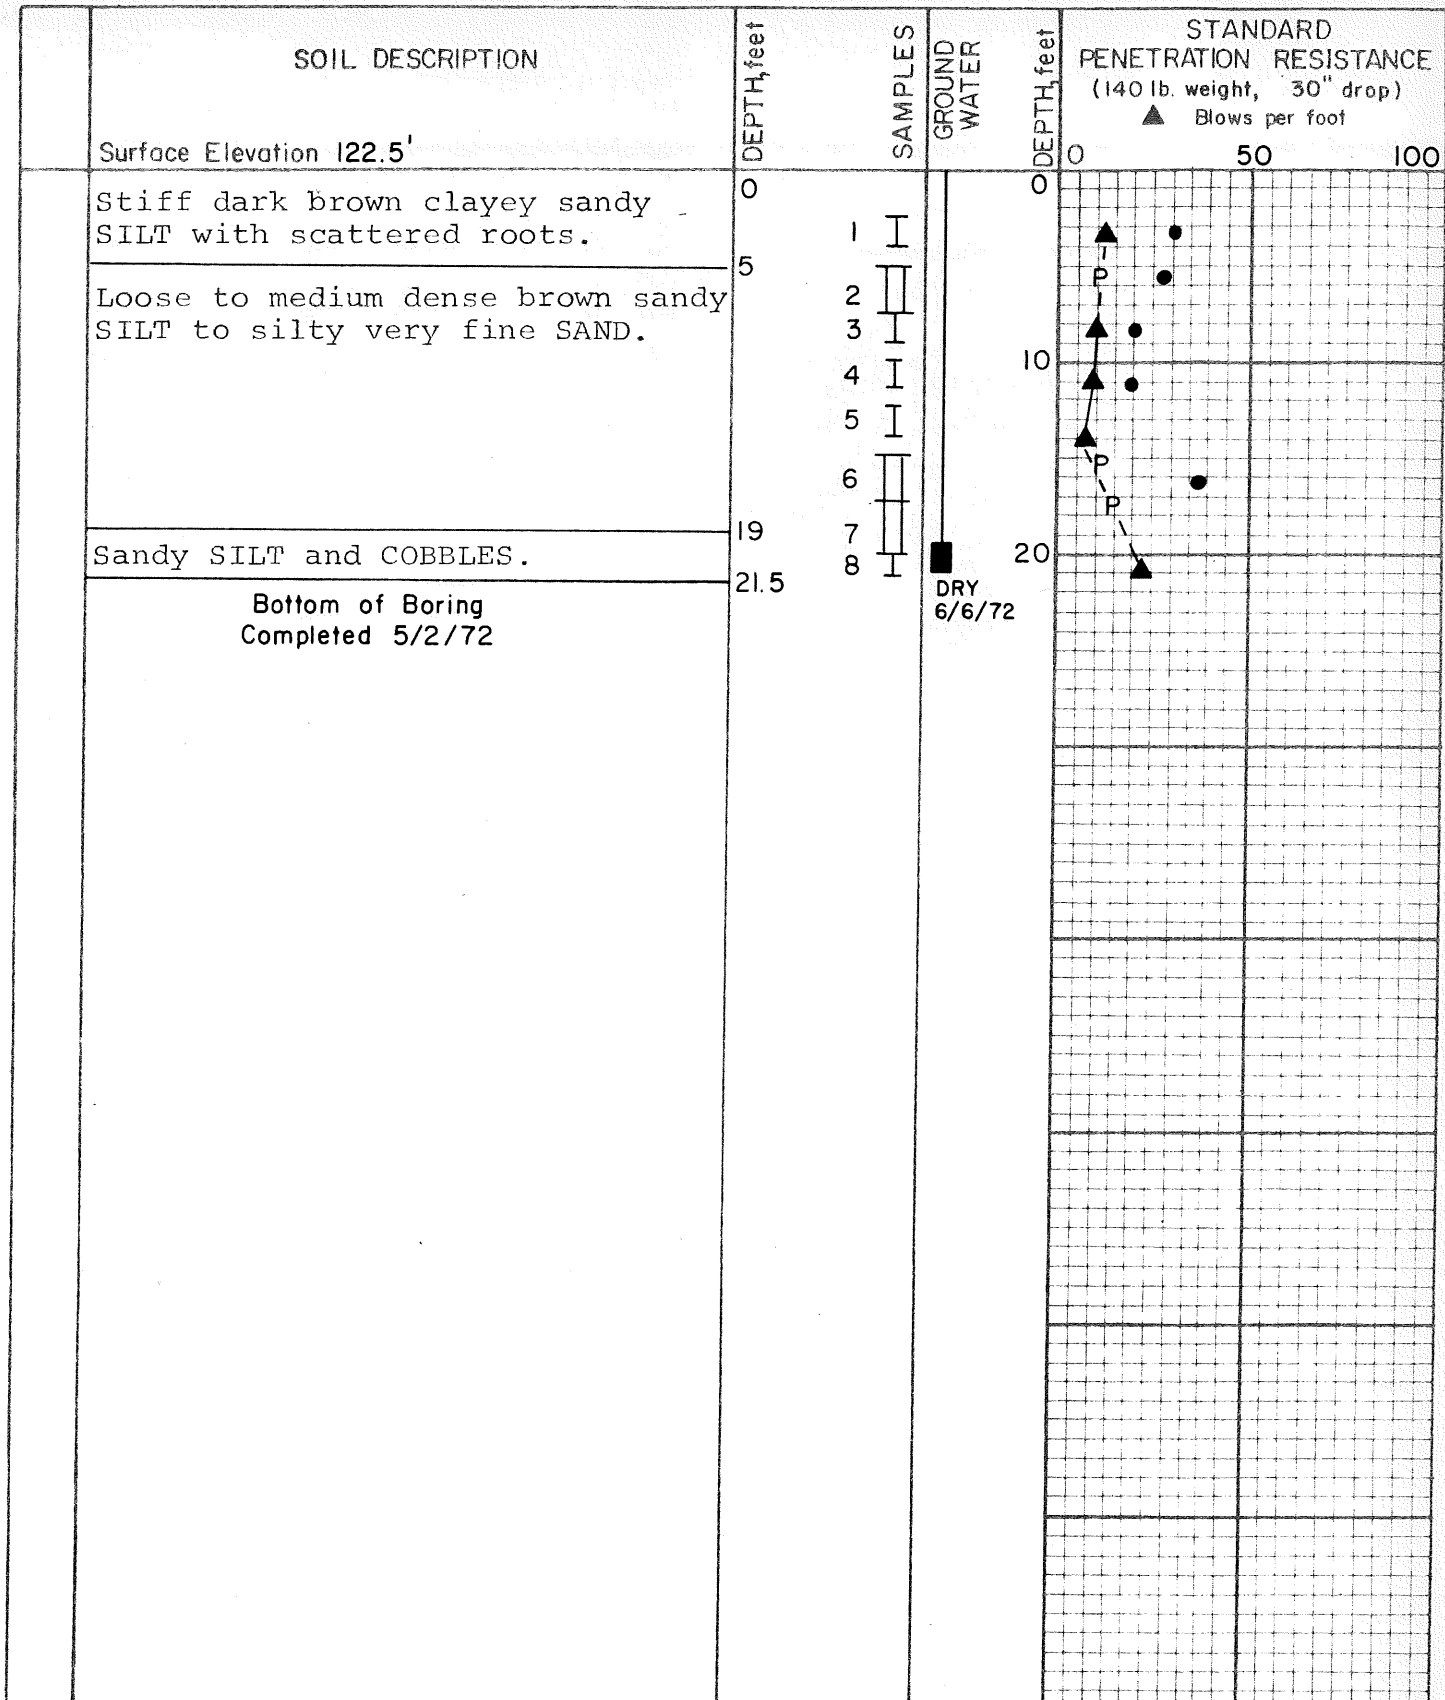 SOIL DESCRIPTION
Surface Elevation 122.5'
DEPTH, feet
SAMPLES
GROUND
WATER
DEPTH, feet
STANDARD
PENETRATION RESISTANCE
(140 lb. weight, 30" drop)
▲ Blows per foot
0 50 100
0
Stiff dark brown clayey sandy
SILT with scattered roots.
5
Loose to medium dense brown sandy
SILT to silty very fine SAND.
19
Sandy SILT and COBBLES.
21.5
Bottom of Boring
Completed 5/2/72
1
2
3
4
5
6
7
8
DRY
6/6/72
0
10
20
P
P
P